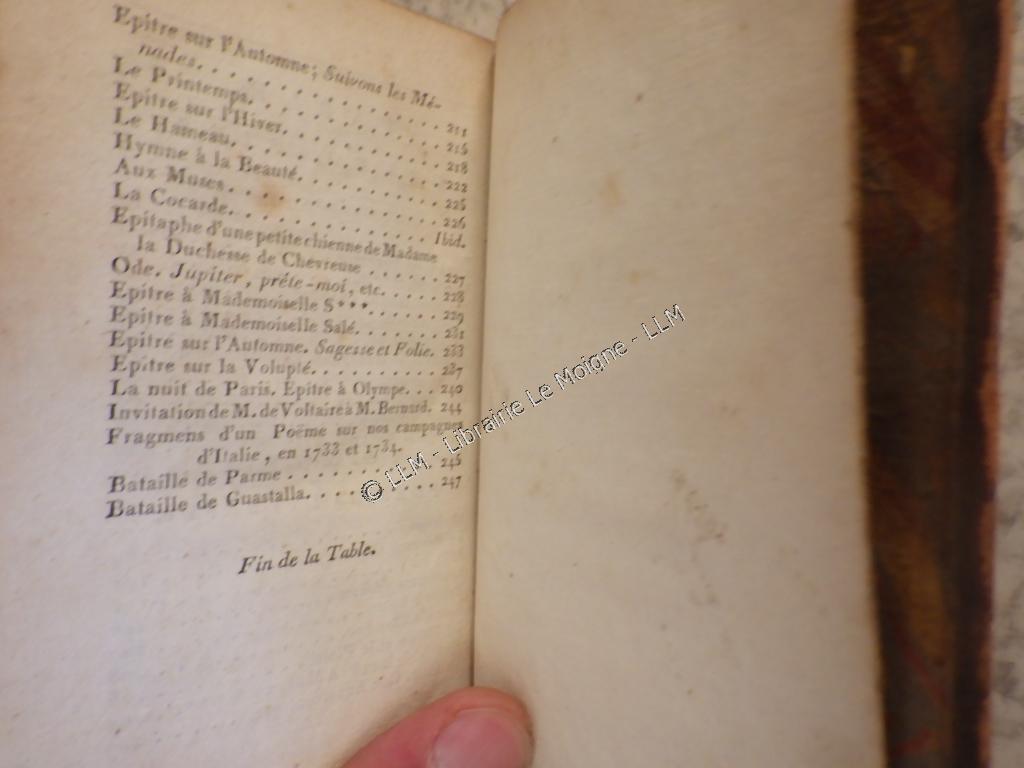 Epitre sur l'Automne; Suivons les Mé-
nades. . . . . . . . . . . . . . 211
Le Printemps. . . . . . . . . . . . 216
Epitre sur l'Hiver. . . . . . . . . . 218
Le Hameau. . . . . . . . . . . . . 222
Hymne à la Beauté. . . . . . . . . . 225
Aux Muses. . . . . . . . . . . . . 226
La Cocarde. . . . . . . . . . . . . Ibid.
Epitaphe d'une petite chienne de Madame
la Duchesse de Chevreuse . . . . . . 227
Ode. Jupiter, prête-moi, etc. . . . . 228
Epitre à Mademoiselle S***. . . . . . 229
Epitre à Mademoiselle Salé. . . . . . 231
Epitre sur l'Automne. Sagesse et Folie. 233
Epitre sur la Volupté. . . . . . . . . 237
La nuit de Paris. Epitre à Olympe. . . 240
Invitation de M. de Voltaire à M. Bernard. 244
Fragmens d'un Poëme sur nos campagnes
d'Italie, en 1733 et 1734.
Bataille de Parme . . . . . . . . . . 245
Bataille de Guastalla. . . . . . . . . 247
Fin de la Table.
© LLM - Librairie Le Moigne - LLM